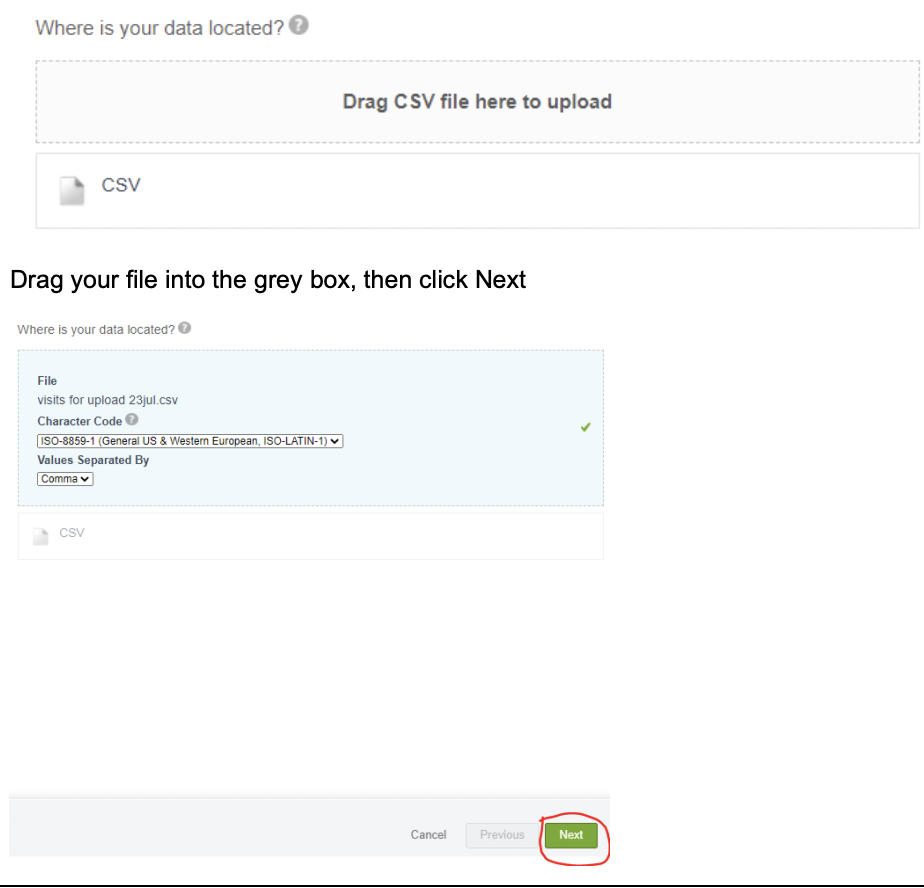 Where is your data located? ?
Drag CSV file here to upload
CSV
Drag your file into the grey box, then click Next
Where is your data located? ?
File
visits for upload 23jul.csv
Character Code ?
ISO-8859-1 (General US & Western European, ISO-LATIN-1)
Values Separated By
Comma
CSV
Cancel Previous Next